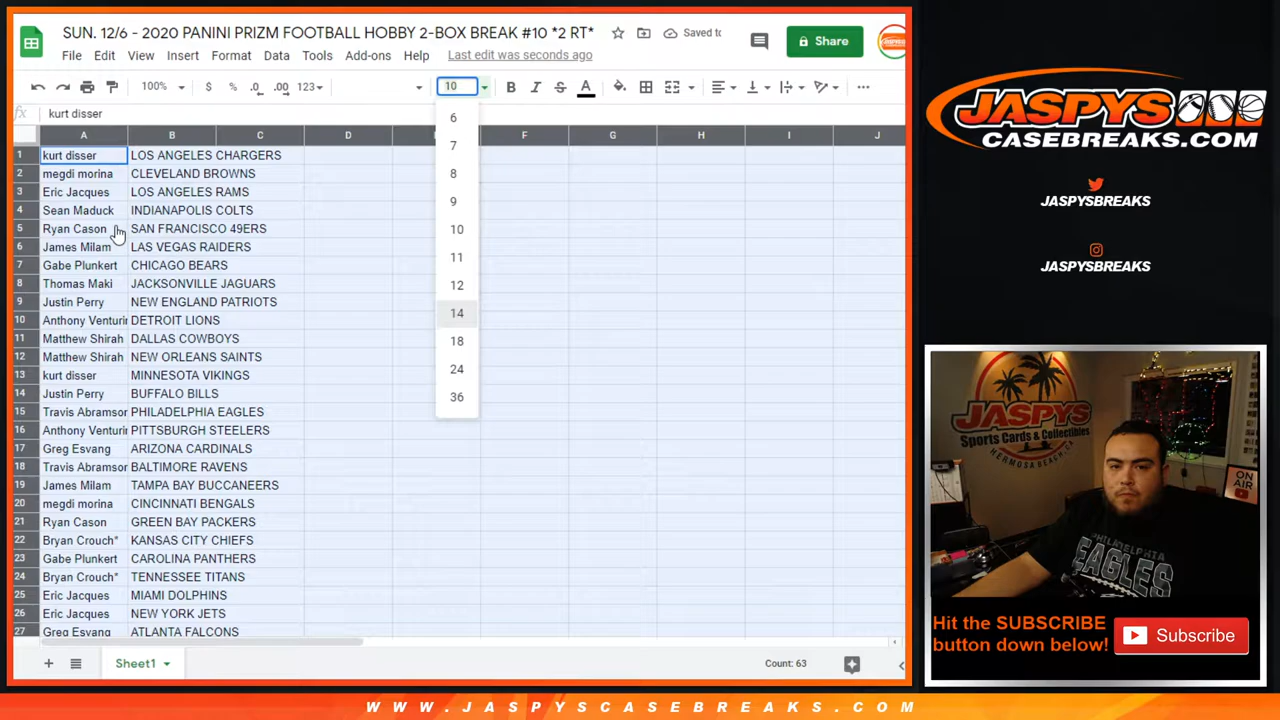 SUN. 12/6 - 2020 PANINI PRIZM FOOTBALL HOBBY 2-BOX BREAK #10 *2 RT*
Saved to
Share
File Edit View Insert Format Data Tools Add-ons Help Last edit was seconds ago
100% $ % .0 .00 123 10 B I S A
fx kurt disser
A B C D F G H I J
1 kurt disser LOS ANGELES CHARGERS
2 megdi morina CLEVELAND BROWNS
3 Eric Jacques LOS ANGELES RAMS
4 Sean Maduck INDIANAPOLIS COLTS
5 Ryan Cason SAN FRANCISCO 49ERS
6 James Milam LAS VEGAS RAIDERS
7 Gabe Plunkert CHICAGO BEARS
8 Thomas Maki JACKSONVILLE JAGUARS
9 Justin Perry NEW ENGLAND PATRIOTS
10 Anthony Venturin DETROIT LIONS
11 Matthew Shirah DALLAS COWBOYS
12 Matthew Shirah NEW ORLEANS SAINTS
13 kurt disser MINNESOTA VIKINGS
14 Justin Perry BUFFALO BILLS
15 Travis Abramson PHILADELPHIA EAGLES
16 Anthony Venturin PITTSBURGH STEELERS
17 Greg Esvang ARIZONA CARDINALS
18 Travis Abramson BALTIMORE RAVENS
19 James Milam TAMPA BAY BUCCANEERS
20 megdi morina CINCINNATI BENGALS
21 Ryan Cason GREEN BAY PACKERS
22 Bryan Crouch* KANSAS CITY CHIEFS
23 Gabe Plunkert CAROLINA PANTHERS
24 Bryan Crouch* TENNESSEE TITANS
25 Eric Jacques MIAMI DOLPHINS
26 Eric Jacques NEW YORK JETS
27 Greg Esvang ATLANTA FALCONS
6
7
8
9
10
11
12
14
18
24
36
Sheet1
Count: 63
JASPYS
CASEBREAKS.COM
JASPYSBREAKS
JASPYSBREAKS
JASPYS
Sports Cards & Collectibles
HERMOSA BEACH, CA
ON AIR
PHILADELPHIA
EAGLES
Hit the SUBSCRIBE
button down below!
Subscribe
WWW.JASPYSCASEBREAKS.COM